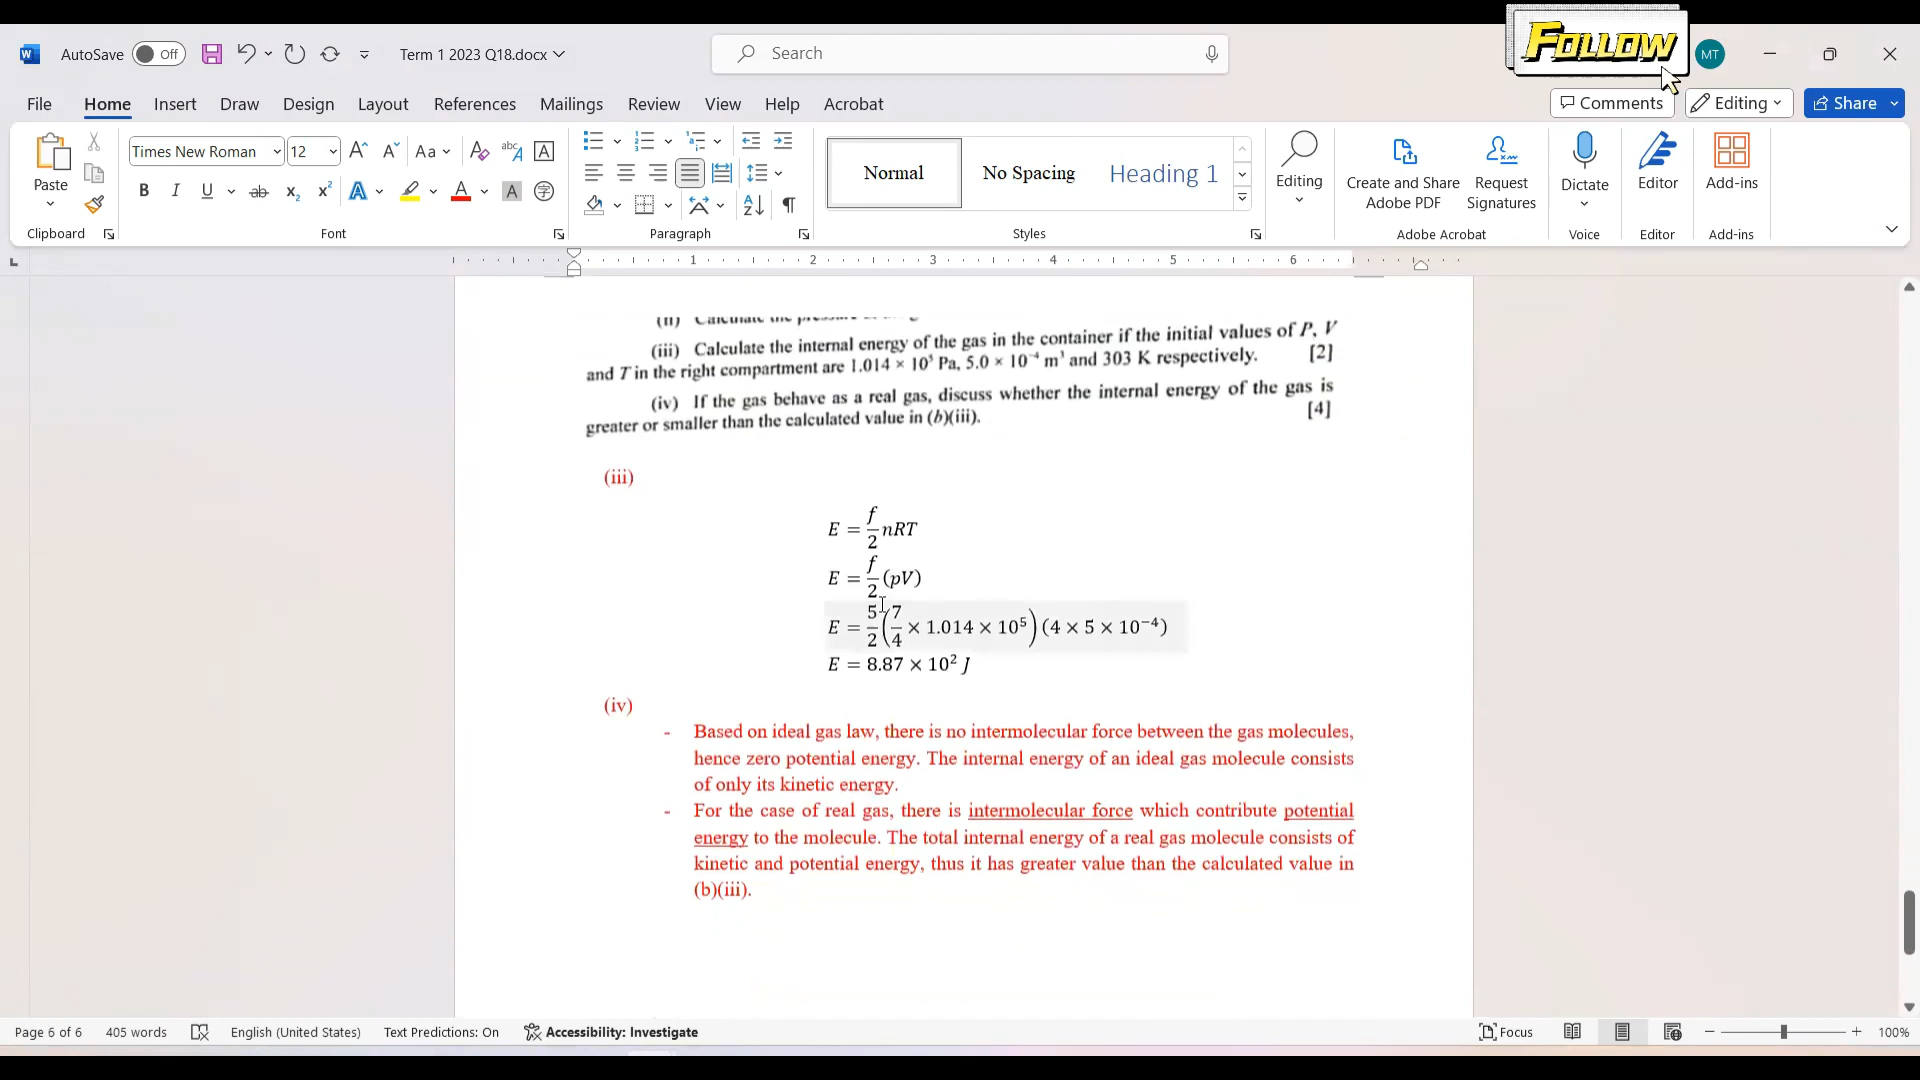 FOLLOW
AutoSave Off Term 1 2023 Q18.docx Search MT
File Home Insert Draw Design Layout References Mailings Review View Help Acrobat Comments Editing Share
Paste
Times New Roman 12
Normal No Spacing Heading 1
Editing
Create and Share Adobe PDF
Request Signatures
Dictate
Editor
Add-ins
Clipboard Font Paragraph Styles Adobe Acrobat Voice Editor Add-ins
1 2 3 4 5 6
(ii) Calculate the
(iii) Calculate the internal energy of the gas in the container if the initial values of P, V
and T in the right compartment are 1.014 × 10⁵ Pa, 5.0 × 10⁻⁴ m³ and 303 K respectively. [2]
(iv) If the gas behave as a real gas, discuss whether the internal energy of the gas is
greater or smaller than the calculated value in (b)(iii). [4]
(iii)
E = f/2 nRT
E = f/2 (pV)
E = 5/2 (7/4 × 1.014 × 10⁵) (4 × 5 × 10⁻⁴)
E = 8.87 × 10² J
(iv)
- Based on ideal gas law, there is no intermolecular force between the gas molecules,
hence zero potential energy. The internal energy of an ideal gas molecule consists
of only its kinetic energy.
- For the case of real gas, there is intermolecular force which contribute potential
energy to the molecule. The total internal energy of a real gas molecule consists of
kinetic and potential energy, thus it has greater value than the calculated value in
(b)(iii).
Page 6 of 6 405 words English (United States) Text Predictions: On Accessibility: Investigate Focus 100%